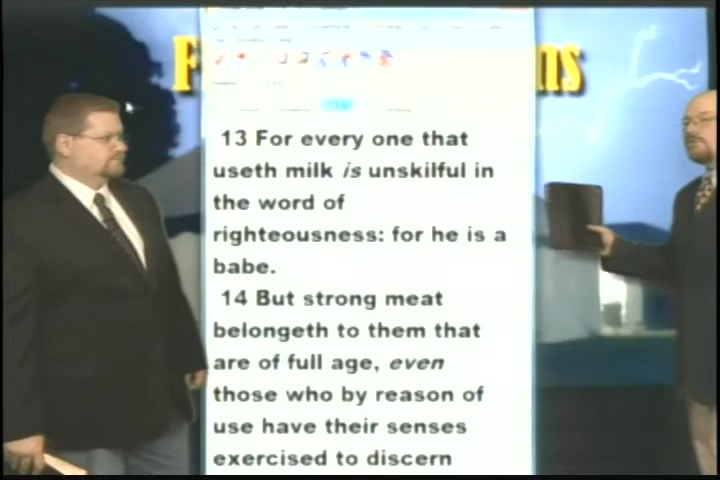 F ns
13 For every one that
useth milk is unskilful in
the word of
righteousness: for he is a
babe.
14 But strong meat
belongeth to them that
are of full age, even
those who by reason of
use have their senses
exercised to discern